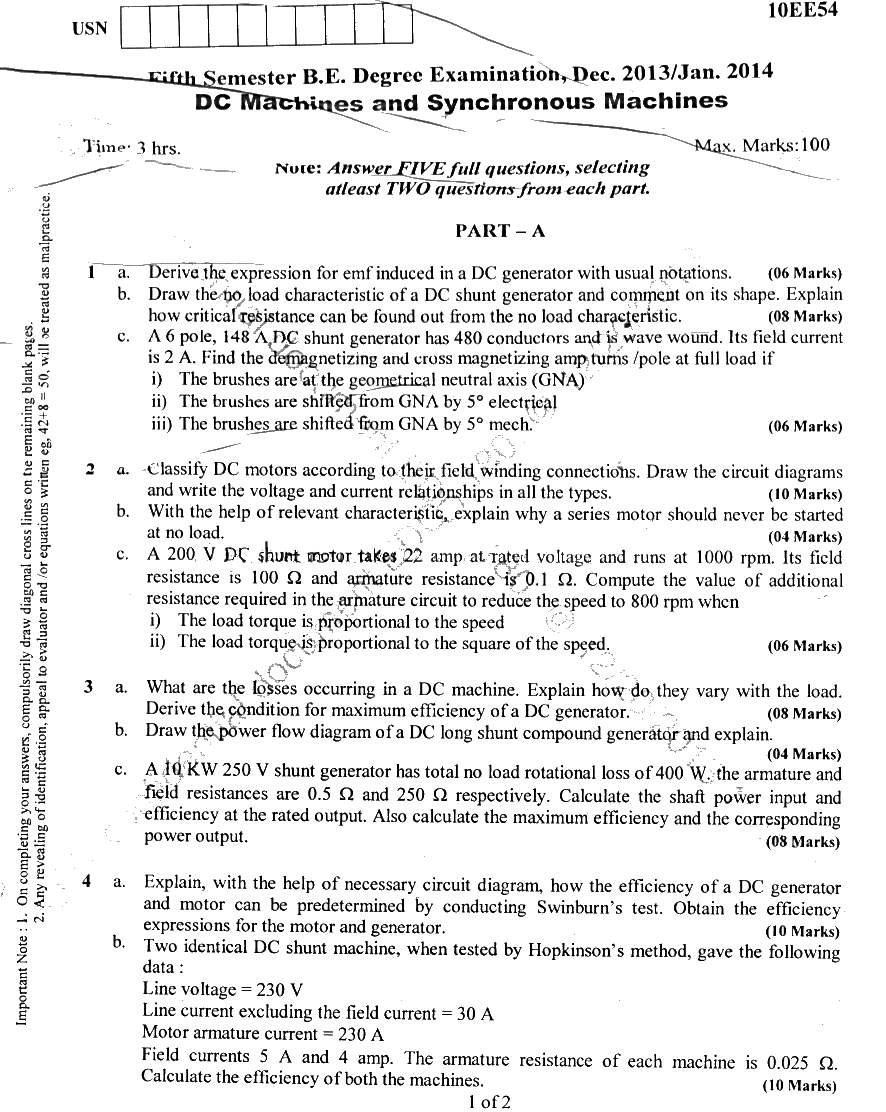 10EE54
USN
Fifth Semester B.E. Degree Examination, Dec. 2013/Jan. 2014
DC Machines and Synchronous Machines
Time: 3 hrs. Max. Marks:100
Note: Answer FIVE full questions, selecting
atleast TWO questions from each part.
PART – A
1 a. Derive the expression for emf induced in a DC generator with usual notations. (06 Marks)
b. Draw the no load characteristic of a DC shunt generator and comment on its shape. Explain
how critical resistance can be found out from the no load characteristic. (08 Marks)
c. A 6 pole, 148 A DC shunt generator has 480 conductors and is wave wound. Its field current
is 2 A. Find the demagnetizing and cross magnetizing amp turns /pole at full load if
i) The brushes are at the geometrical neutral axis (GNA)
ii) The brushes are shifted from GNA by 5° electrical
iii) The brushes are shifted from GNA by 5° mech. (06 Marks)
2 a. Classify DC motors according to their field winding connections. Draw the circuit diagrams
and write the voltage and current relationships in all the types. (10 Marks)
b. With the help of relevant characteristic, explain why a series motor should never be started
at no load. (04 Marks)
c. A 200 V DC shunt motor takes 22 amp at rated voltage and runs at 1000 rpm. Its field
resistance is 100 Ω and armature resistance is 0.1 Ω. Compute the value of additional
resistance required in the armature circuit to reduce the speed to 800 rpm when
i) The load torque is proportional to the speed
ii) The load torque is proportional to the square of the speed. (06 Marks)
3 a. What are the losses occurring in a DC machine. Explain how do they vary with the load.
Derive the condition for maximum efficiency of a DC generator. (08 Marks)
b. Draw the power flow diagram of a DC long shunt compound generator and explain.
(04 Marks)
c. A 10 KW 250 V shunt generator has total no load rotational loss of 400 W. the armature and
field resistances are 0.5 Ω and 250 Ω respectively. Calculate the shaft power input and
efficiency at the rated output. Also calculate the maximum efficiency and the corresponding
power output. (08 Marks)
4 a. Explain, with the help of necessary circuit diagram, how the efficiency of a DC generator
and motor can be predetermined by conducting Swinburn's test. Obtain the efficiency
expressions for the motor and generator. (10 Marks)
b. Two identical DC shunt machine, when tested by Hopkinson's method, gave the following
data :
Line voltage = 230 V
Line current excluding the field current = 30 A
Motor armature current = 230 A
Field currents 5 A and 4 amp. The armature resistance of each machine is 0.025 Ω.
Calculate the efficiency of both the machines. (10 Marks)
1 of 2
Important Note : 1. On completing your answers, compulsorily draw diagonal cross lines on the remaining blank pages.
2. Any revealing of identification, appeal to evaluator and /or equations written eg, 42+8 = 50, will be treated as malpractice.